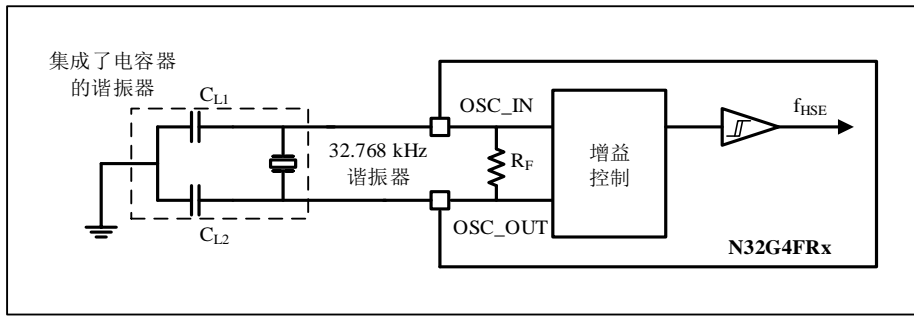 集成了电容器
的谐振器
CL1
OSC_IN
fHSE
32.768 kHz
谐振器
RF
增益
控制
CL2
OSC_OUT
N32G4FRx